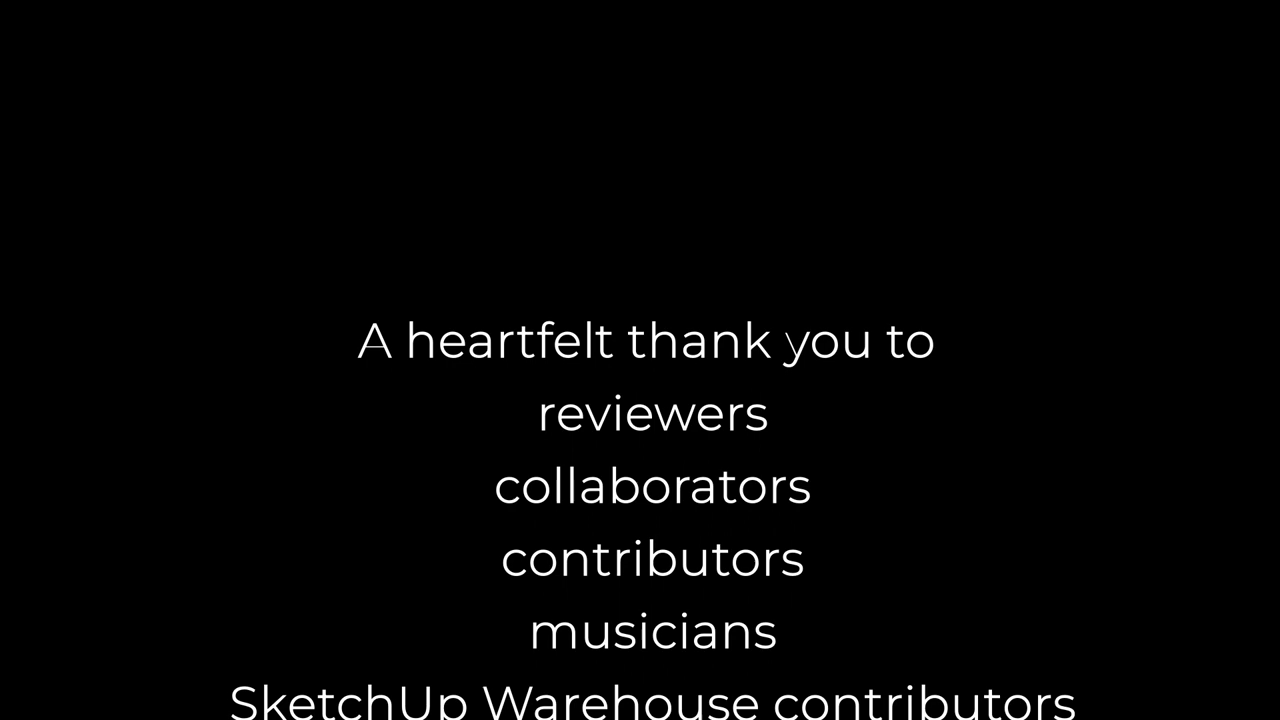 A heartfelt thank you to
reviewers
collaborators
contributors
musicians
SketchUp Warehouse contributors